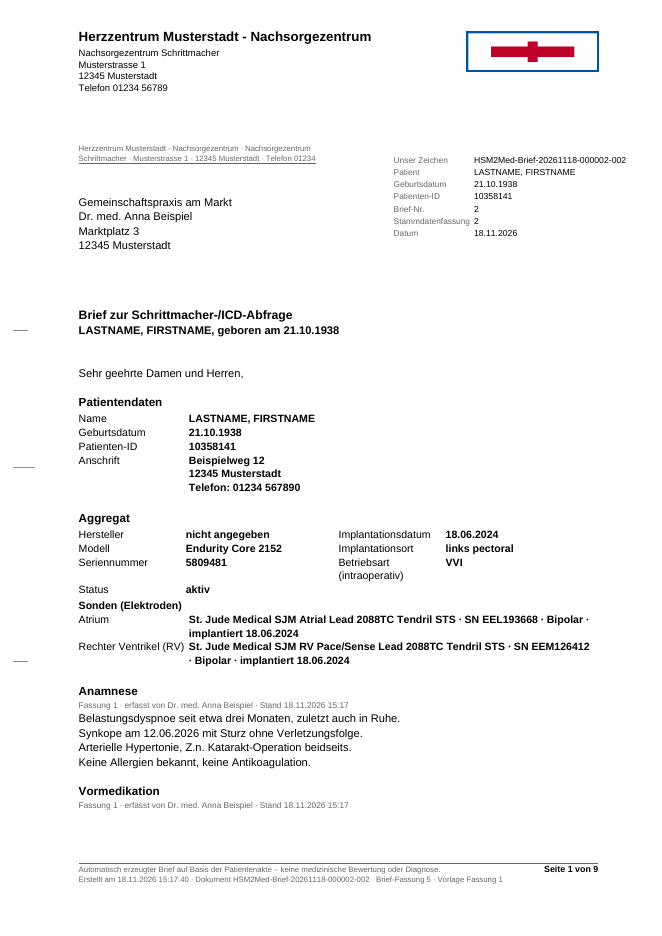 Herzzentrum Musterstadt - Nachsorgezentrum
Nachsorgezentrum Schrittmacher
Musterstrasse 1
12345 Musterstadt
Telefon 01234 56789
Herzzentrum Musterstadt - Nachsorgezentrum · Nachsorgezentrum
Schrittmacher · Musterstrasse 1 · 12345 Musterstadt · Telefon 01234
Unser Zeichen HSM2Med-Brief-20261118-000002-002
Patient LASTNAME, FIRSTNAME
Geburtsdatum 21.10.1938
Patienten-ID 10358141
Brief-Nr. 2
Stammdatenfassung 2
Datum 18.11.2026
Gemeinschaftspraxis am Markt
Dr. med. Anna Beispiel
Marktplatz 3
12345 Musterstadt
Brief zur Schrittmacher-/ICD-Abfrage
LASTNAME, FIRSTNAME, geboren am 21.10.1938
Sehr geehrte Damen und Herren,
Patientendaten
Name LASTNAME, FIRSTNAME
Geburtsdatum 21.10.1938
Patienten-ID 10358141
Anschrift Beispielweg 12
12345 Musterstadt
Telefon: 01234 567890
Aggregat
Hersteller nicht angegeben Implantationsdatum 18.06.2024
Modell Endurity Core 2152 Implantationsort links pectoral
Seriennummer 5809481 Betriebsart VVI
(intraoperativ)
Status aktiv
Sonden (Elektroden)
Atrium St. Jude Medical SJM Atrial Lead 2088TC Tendril STS · SN EEL193668 · Bipolar ·
implantiert 18.06.2024
Rechter Ventrikel (RV) St. Jude Medical SJM RV Pace/Sense Lead 2088TC Tendril STS · SN EEM126412
· Bipolar · implantiert 18.06.2024
Anamnese
Fassung 1 · erfasst von Dr. med. Anna Beispiel · Stand 18.11.2026 15:17
Belastungsdyspnoe seit etwa drei Monaten, zuletzt auch in Ruhe.
Synkope am 12.06.2026 mit Sturz ohne Verletzungsfolge.
Arterielle Hypertonie, Z.n. Katarakt-Operation beidseits.
Keine Allergien bekannt, keine Antikoagulation.
Vormedikation
Fassung 1 · erfasst von Dr. med. Anna Beispiel · Stand 18.11.2026 15:17
Automatisch erzeugter Brief auf Basis der Patientenakte – keine medizinische Bewertung oder Diagnose. Seite 1 von 9
Erstellt am 18.11.2026 15:17:40 · Dokument HSM2Med-Brief-20261118-000002-002 · Brief-Fassung 5 · Vorlage Fassung 1